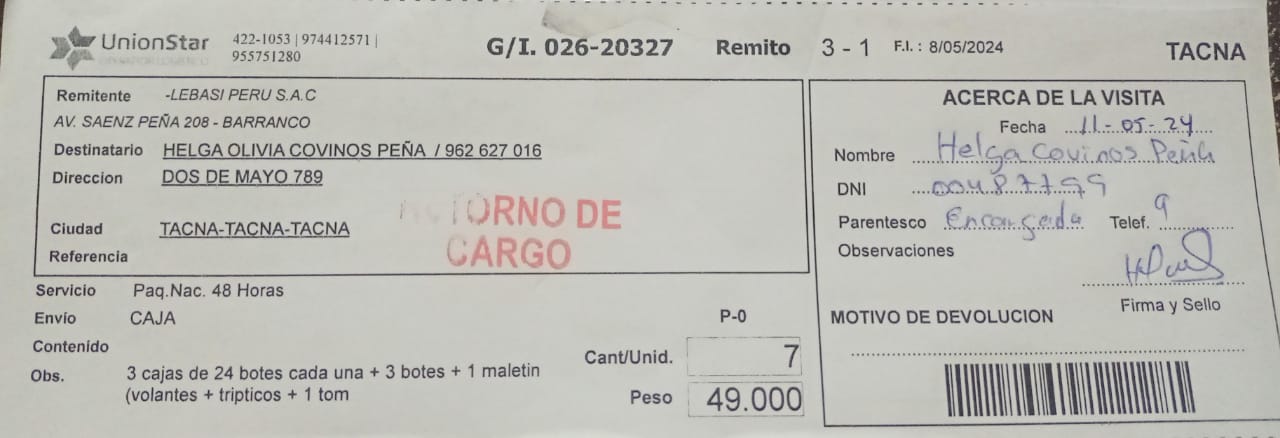 UnionStar 422-1053 | 974412571 |
955751280
G/I. 026-20327 Remito 3 - 1 F.I. : 8/05/2024 TACNA
Remitente -LEBASI PERU S.A.C
AV. SAENZ PEÑA 208 - BARRANCO
Destinatario HELGA OLIVIA COVINOS PEÑA / 962 627 016
Direccion DOS DE MAYO 789
Ciudad TACNA-TACNA-TACNA
Referencia
RETORNO DE
CARGO
Servicio Paq.Nac. 48 Horas
Envío CAJA
Contenido
Obs. 3 cajas de 24 botes cada una + 3 botes + 1 maletin
(volantes + tripticos + 1 tom
P-0
Cant/Unid. 7
Peso 49.000
ACERCA DE LA VISITA
Fecha 11-05-24
Nombre Helga Covinos Peña
DNI 00487799
Parentesco Encargada Telef. 9
Observaciones
Firma y Sello
MOTIVO DE DEVOLUCION